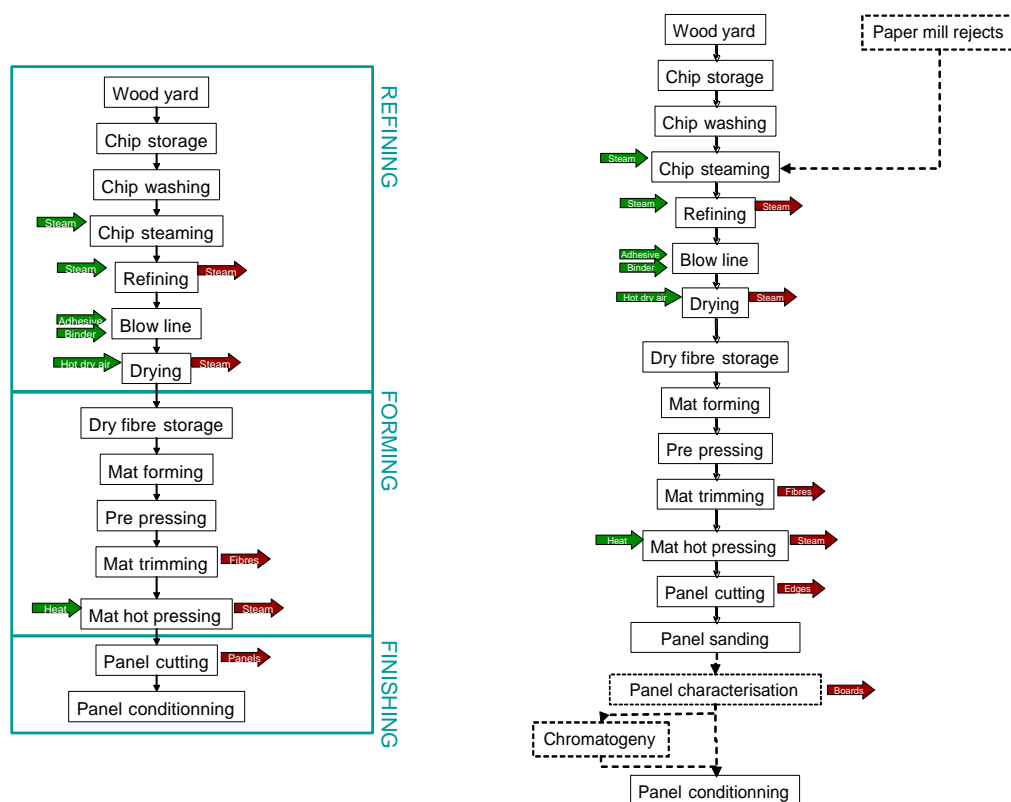 REFINING
Wood yard
Chip storage
Chip washing
Steam
Chip steaming
Steam
Refining
Steam
Adhesive
Binder
Blow line
Hot dry air
Drying
Steam
FORMING
Dry fibre storage
Mat forming
Pre pressing
Mat trimming
Fibres
Heat
Mat hot pressing
Steam
FINISHING
Panel cutting
Panels
Panel conditionning
Wood yard
Paper mill rejects
Chip storage
Chip washing
Steam
Chip steaming
Steam
Refining
Steam
Adhesive
Binder
Blow line
Hot dry air
Drying
Steam
Dry fibre storage
Mat forming
Pre pressing
Mat trimming
Fibres
Heat
Mat hot pressing
Steam
Panel cutting
Edges
Panel sanding
Panel characterisation
Boards
Chromatogeny
Panel conditionning